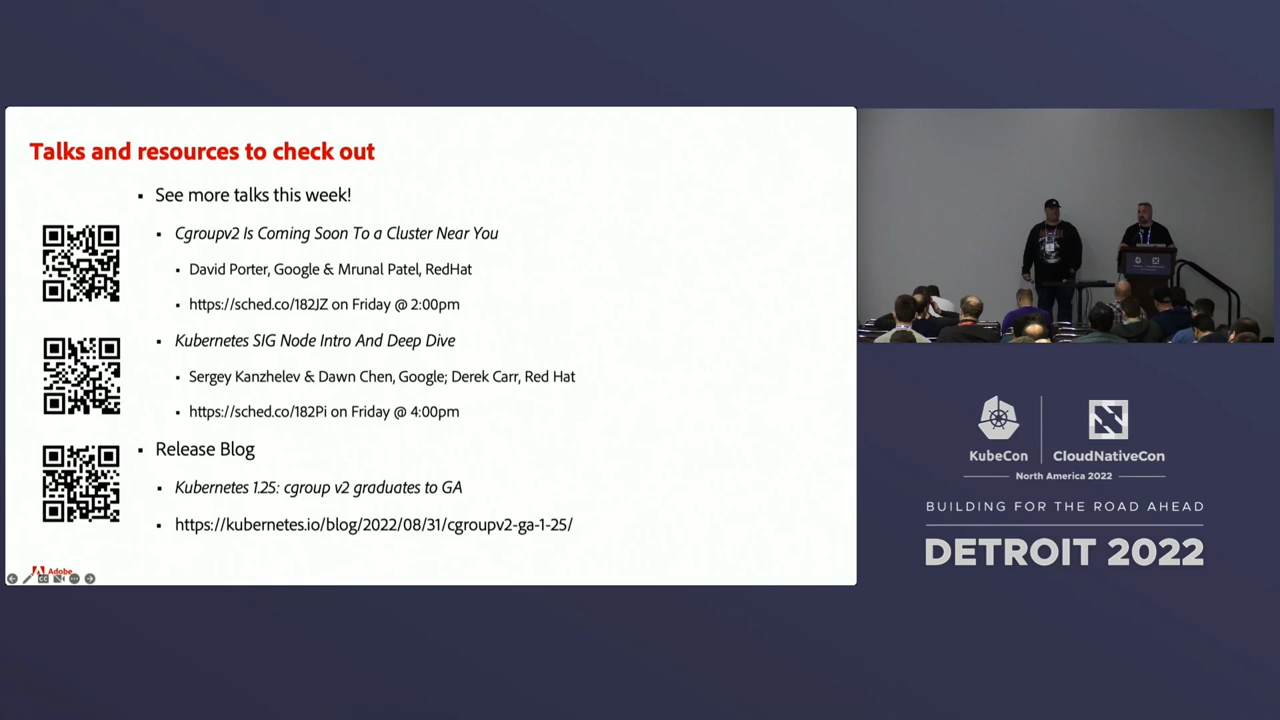 Talks and resources to check out
▪ See more talks this week!
▪ Cgroupv2 Is Coming Soon To a Cluster Near You
▪ David Porter, Google & Mrunal Patel, RedHat
▪ https://sched.co/182JZ on Friday @ 2:00pm
▪ Kubernetes SIG Node Intro And Deep Dive
▪ Sergey Kanzhelev & Dawn Chen, Google; Derek Carr, Red Hat
▪ https://sched.co/182Pi on Friday @ 4:00pm
▪ Release Blog
▪ Kubernetes 1.25: cgroup v2 graduates to GA
▪ https://kubernetes.io/blog/2022/08/31/cgroupv2-ga-1-25/
Adobe
KubeCon
CloudNativeCon
North America 2022
BUILDING FOR THE ROAD AHEAD
DETROIT 2022